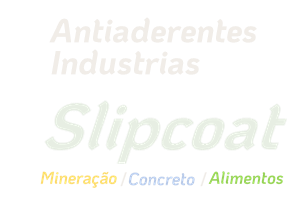 Antiaderentes
Industrias
Slipcoat
Mineração / Concreto / Alimentos